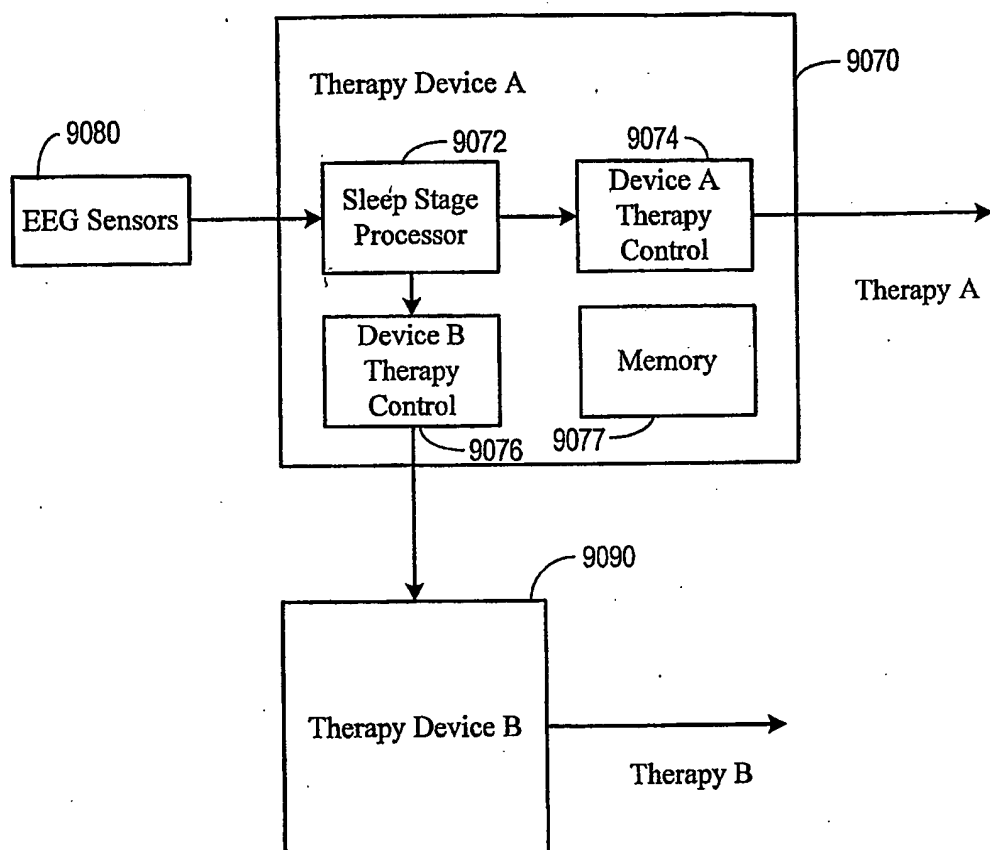 Therapy Device A
9070
9080
9072
9074
EEG Sensors
Sleep Stage
Processor
Device A
Therapy
Control
Therapy A
Device B
Therapy
Control
Memory
9076
9077
9090
Therapy Device B
Therapy B